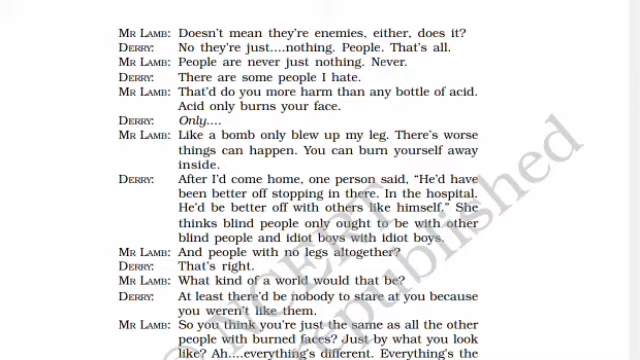 MR LAMB: Doesn't mean they're enemies, either, does it?
DERRY: No they're just....nothing. People. That's all.
MR LAMB: People are never just nothing. Never.
DERRY: There are some people I hate.
MR LAMB: That'd do you more harm than any bottle of acid.
Acid only burns your face.
DERRY: Only....
MR LAMB: Like a bomb only blew up my leg. There's worse
things can happen. You can burn yourself away
inside.
DERRY: After I'd come home, one person said, “He'd have
been better off stopping in there. In the hospital.
He'd be better off with others like himself.” She
thinks blind people only ought to be with other
blind people and idiot boys with idiot boys.
MR LAMB: And people with no legs altogether?
DERRY: That's right.
MR LAMB: What kind of a world would that be?
DERRY: At least there'd be nobody to stare at you because
you weren't like them.
MR LAMB: So you think you're just the same as all the other
people with burned faces? Just by what you look
like? Ah....everything's different. Everything's the
© NCERT
republished